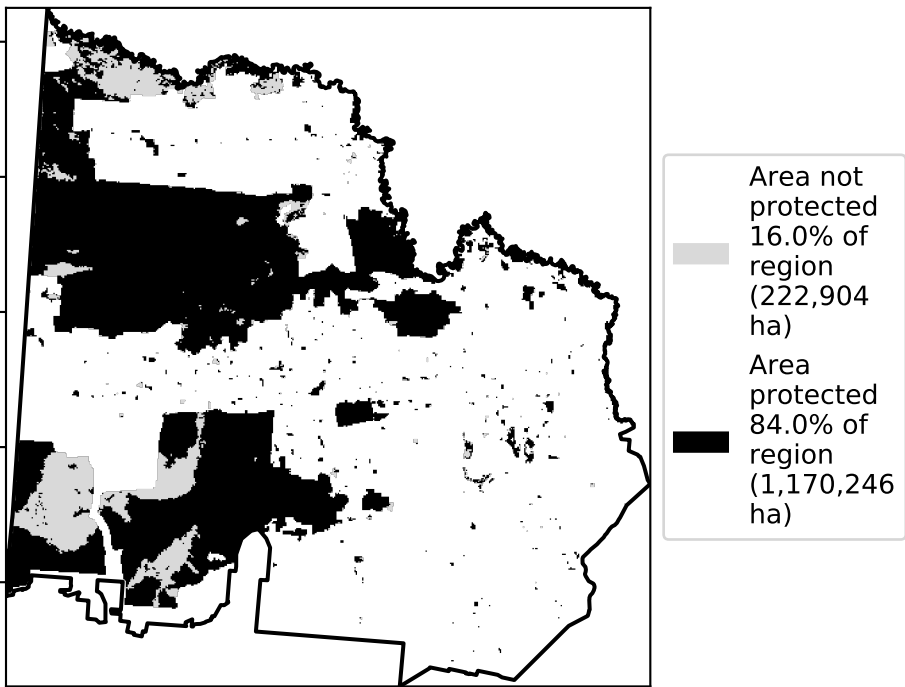 Area not
protected
16.0% of
region
(222,904
ha)
Area
protected
84.0% of
region
(1,170,246
ha)